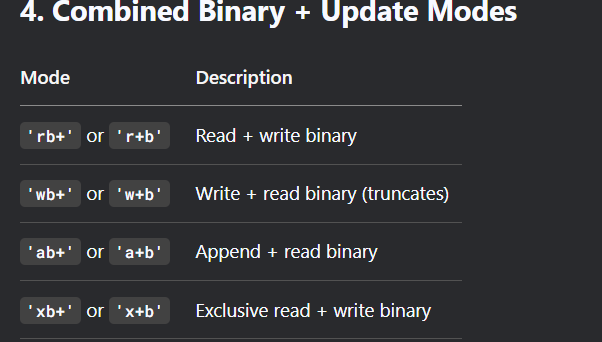 4. Combined Binary + Update Modes
Mode Description
'rb+' or 'r+b' Read + write binary
'wb+' or 'w+b' Write + read binary (truncates)
'ab+' or 'a+b' Append + read binary
'xb+' or 'x+b' Exclusive read + write binary